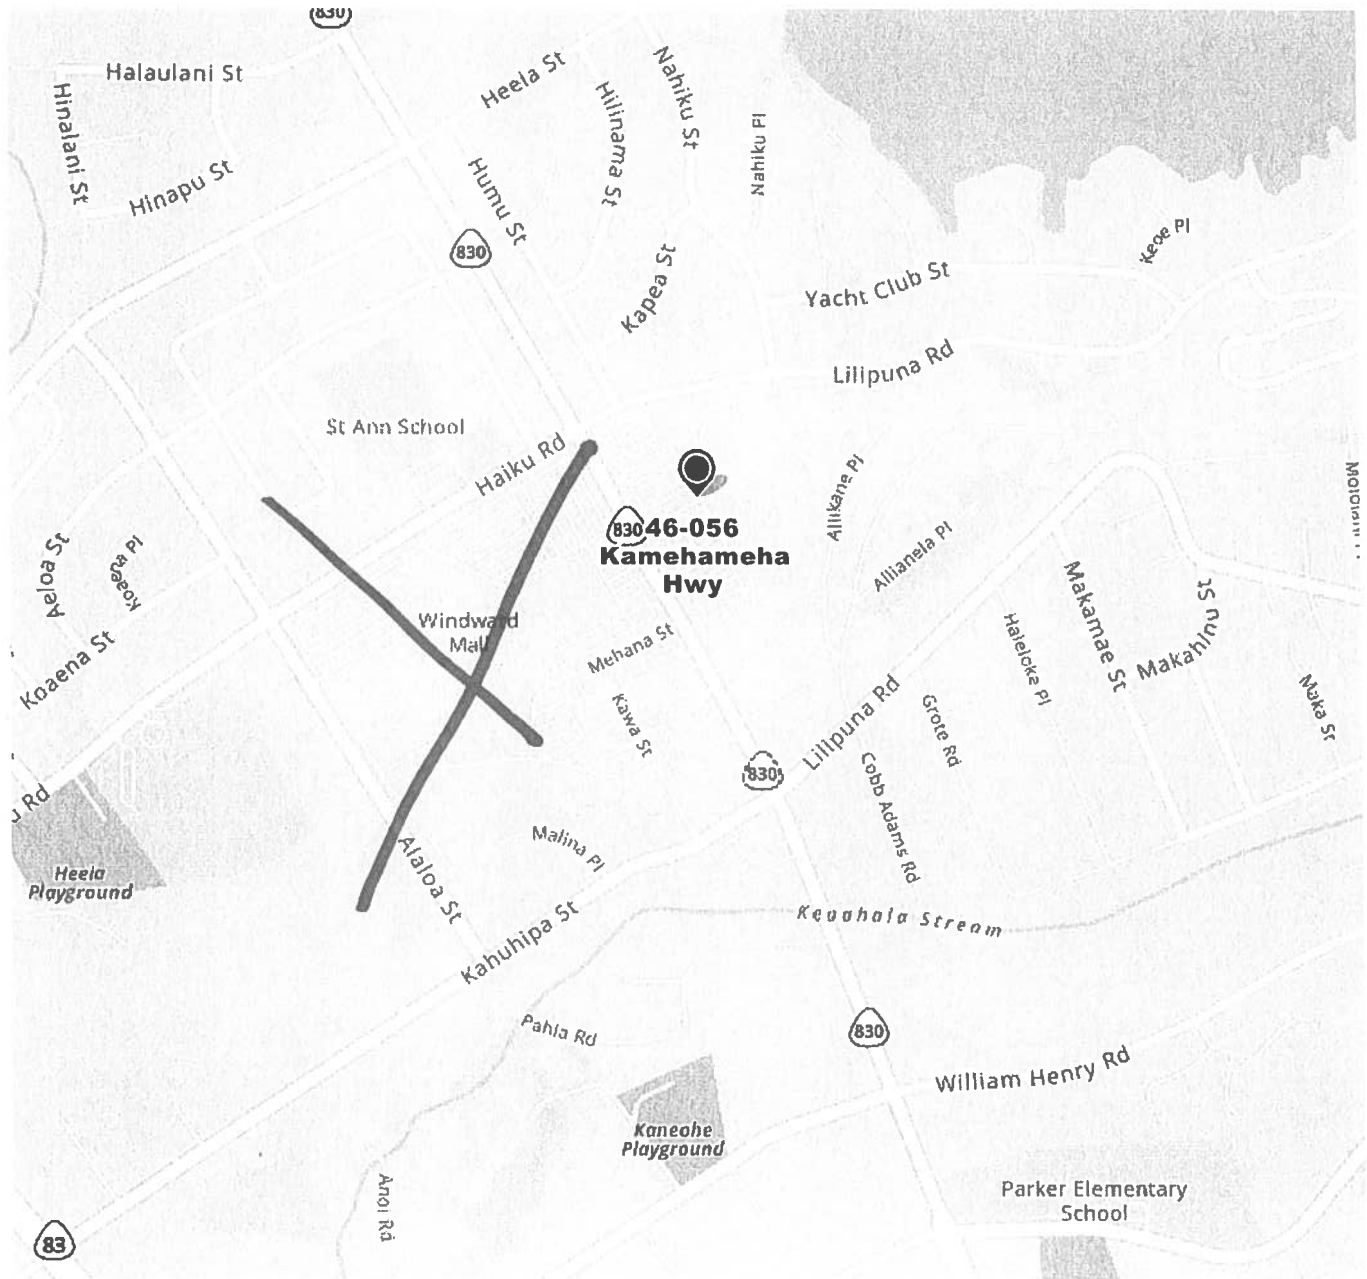 830
Halaulani St
Heela St
Nahiku St
Hinalani St
Hilinama St
Nahiku Pl
Hinapu St
Humu St
830
Kapea St
Keoe Pl
Yacht Club St
Lilipuna Rd
St Ann School
Haiku Rd
Aliikane Pl
830
46-056
Kamehameha
Hwy
Aeloa St
Koaena Pl
Alianela Pl
Makamae St
Makahinu St
Windward
Mall
Mehana St
Haleloke Pl
Koaena St
Kawa St
Lilipuna Rd
Grote Rd
Maka St
830
Cobb Adams Rd
u Rd
Malina Pl
Heeia
Playground
Alaloa St
Kahuhipa St
Keaahala Stream
Pahia Rd
830
William Henry Rd
Kaneohe
Playground
Anoi Rd
Parker Elementary
School
83